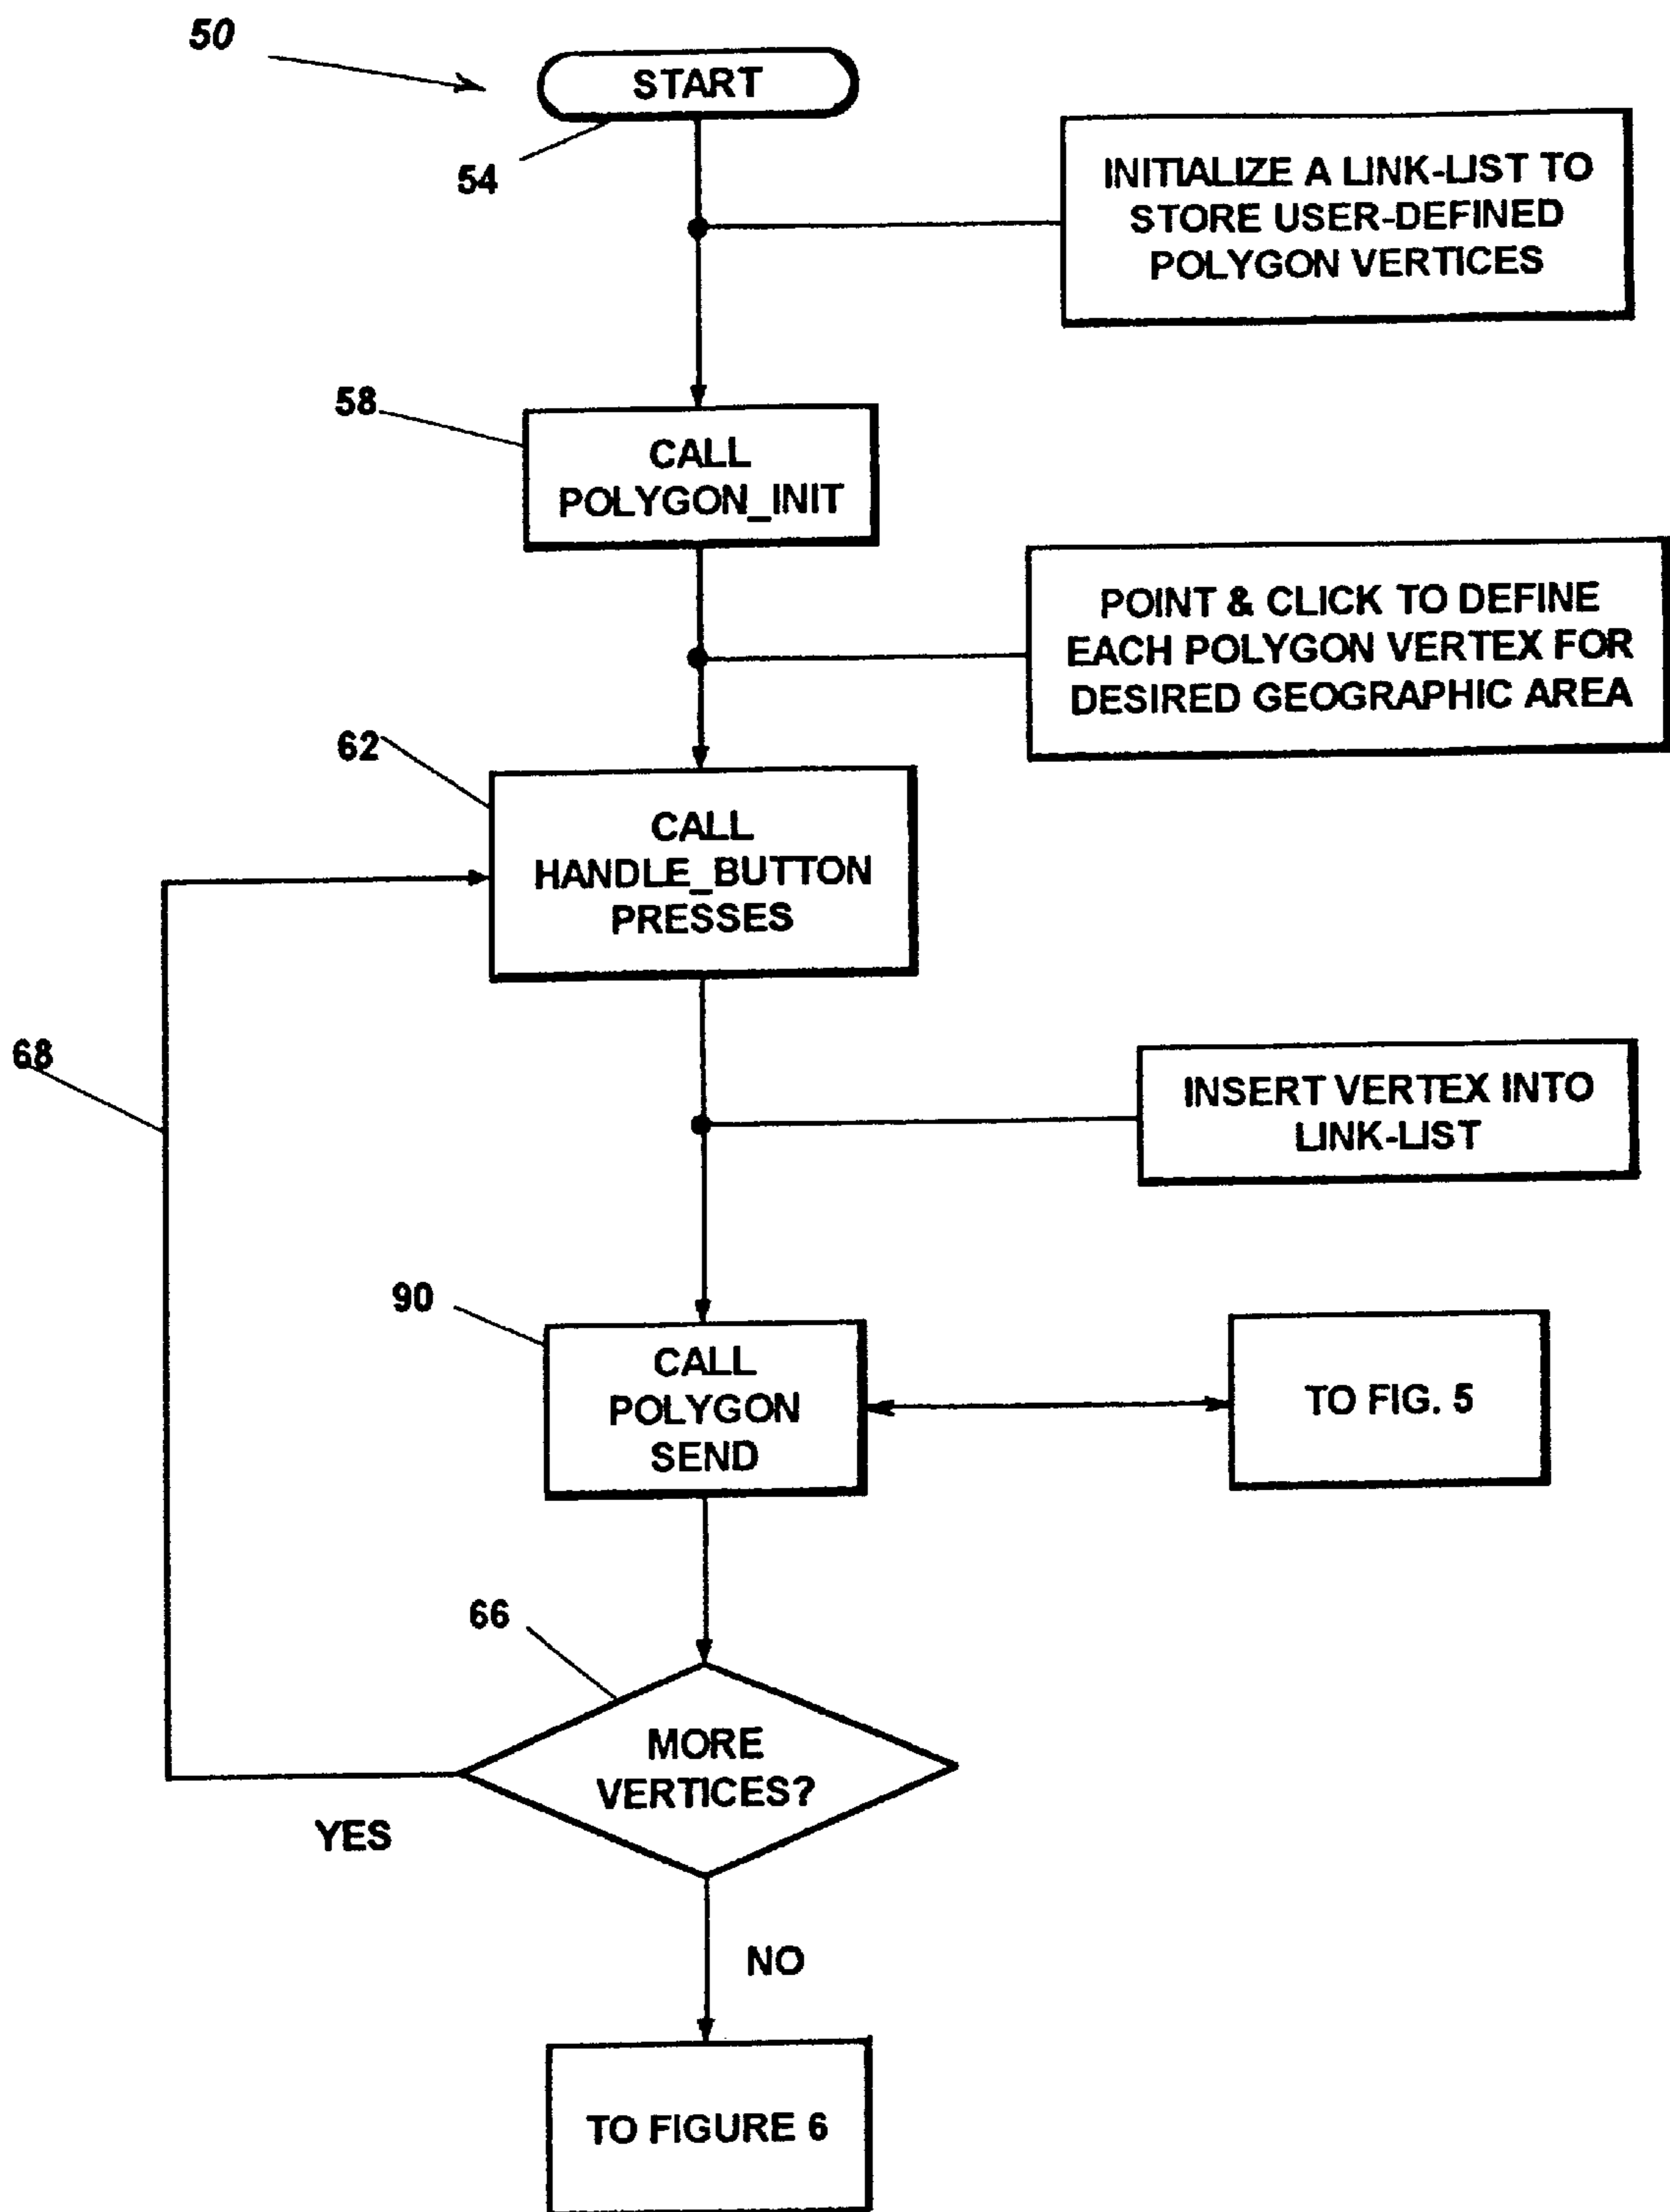 50
START
54
INITIALIZE A LINK-LIST TO
STORE USER-DEFINED
POLYGON VERTICES
58
CALL
POLYGON_INIT
POINT & CLICK TO DEFINE
EACH POLYGON VERTEX FOR
DESIRED GEOGRAPHIC AREA
62
CALL
HANDLE_BUTTON
PRESSES
68
INSERT VERTEX INTO
LINK-LIST
90
CALL
POLYGON
SEND
TO FIG. 5
66
MORE
VERTICES?
YES
NO
TO FIGURE 6